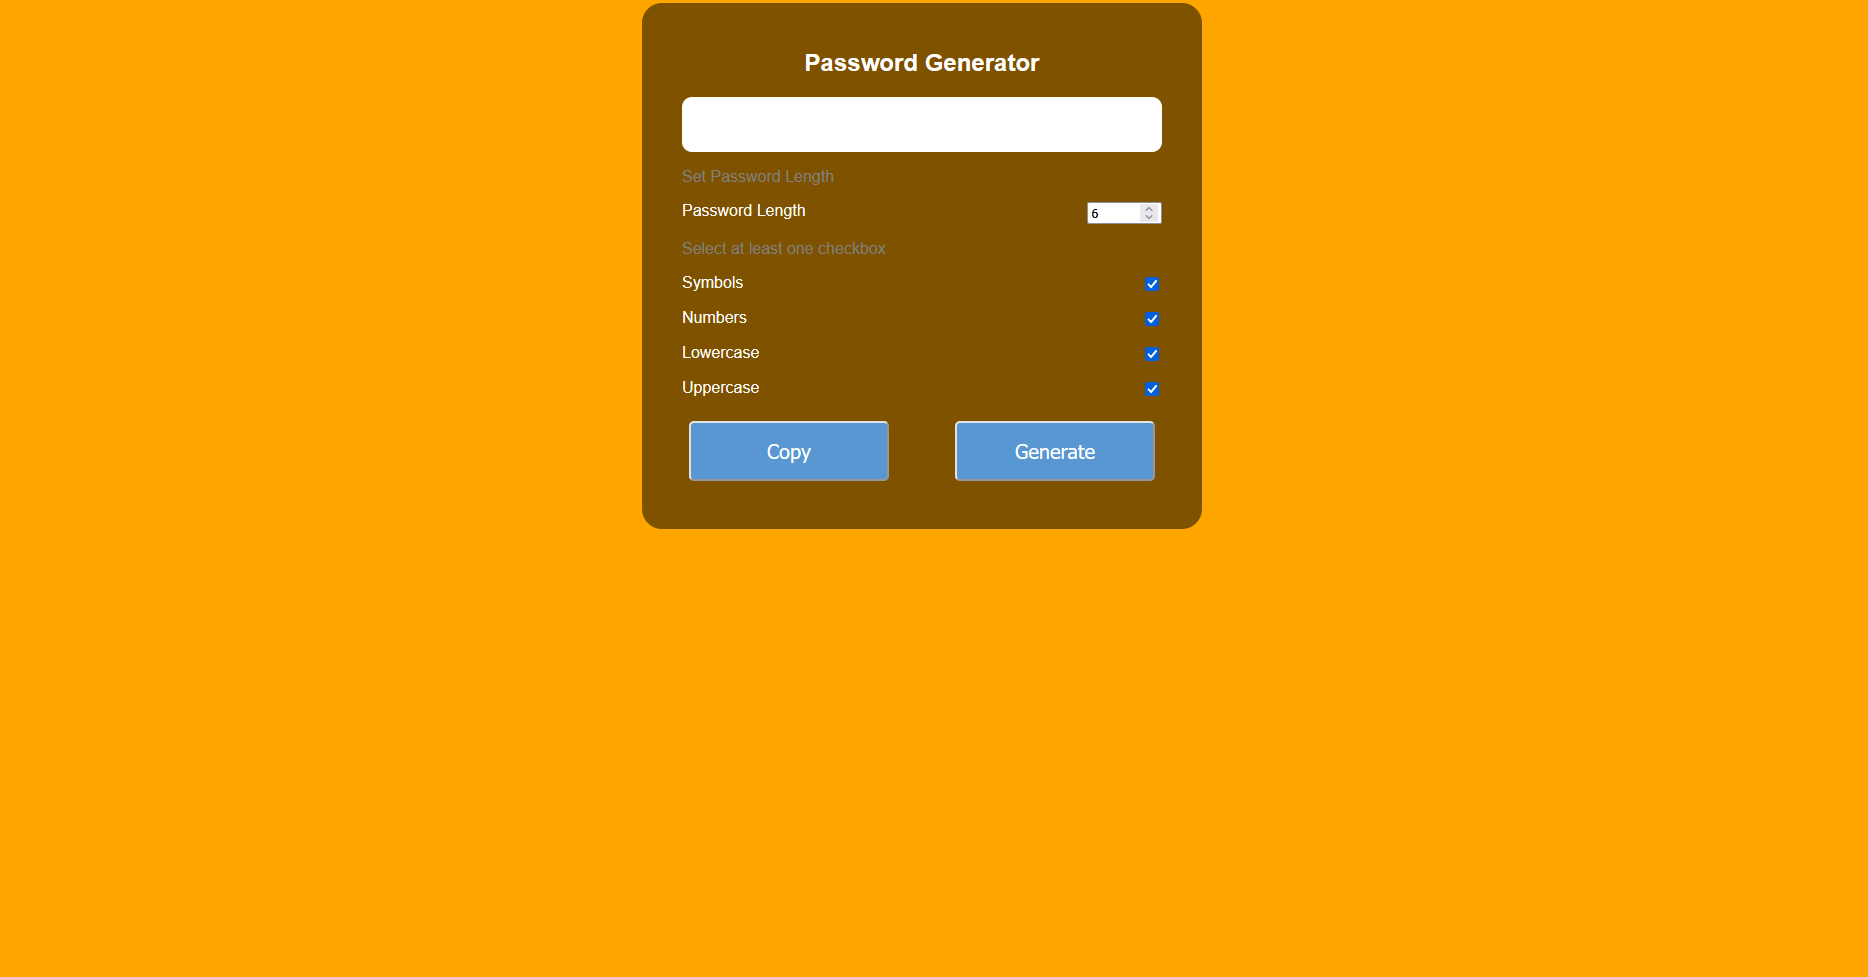 Password Generator
Set Password Length
Password Length 6
Select at least one checkbox
Symbols
Numbers
Lowercase
Uppercase
Copy Generate